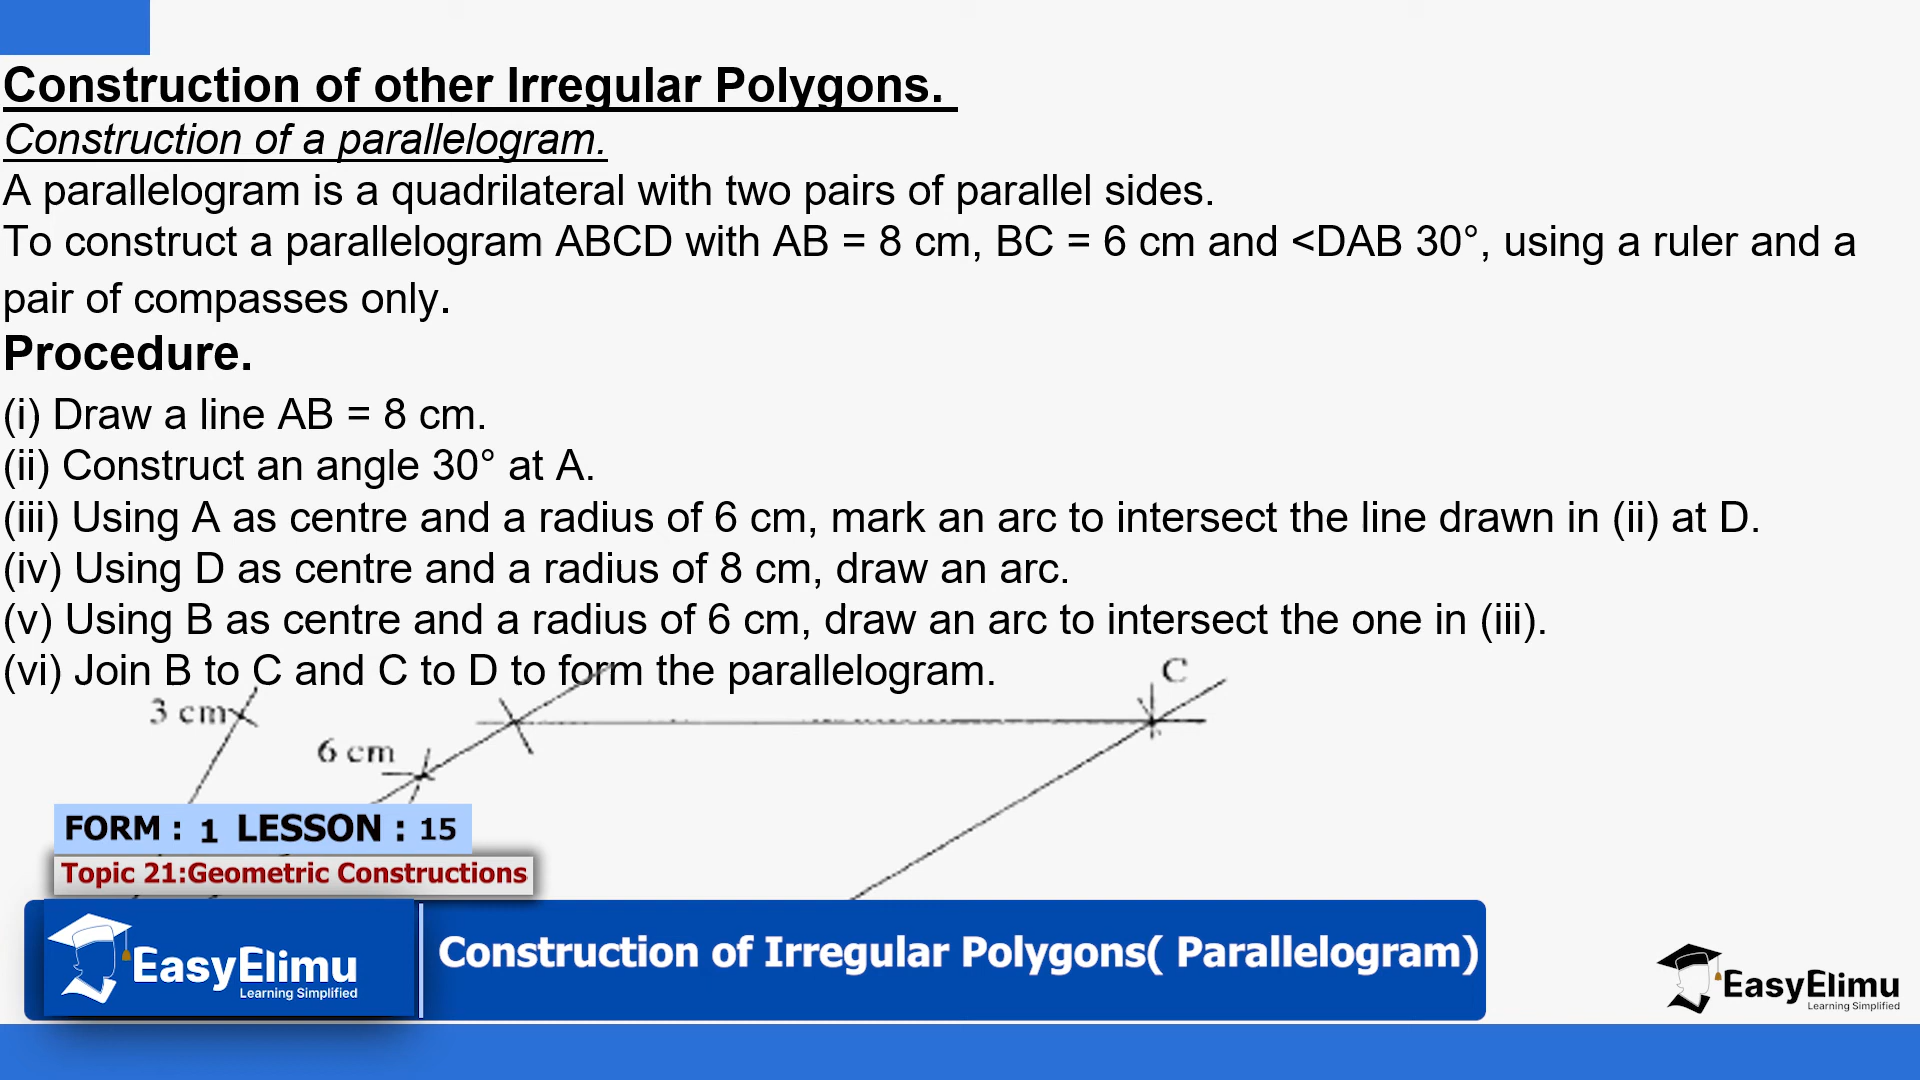 Construction of other Irregular Polygons.
Construction of a parallelogram.
A parallelogram is a quadrilateral with two pairs of parallel sides.
To construct a parallelogram ABCD with AB = 8 cm, BC = 6 cm and <DAB 30°, using a ruler and a
pair of compasses only.
Procedure.
(i) Draw a line AB = 8 cm.
(ii) Construct an angle 30° at A.
(iii) Using A as centre and a radius of 6 cm, mark an arc to intersect the line drawn in (ii) at D.
(iv) Using D as centre and a radius of 8 cm, draw an arc.
(v) Using B as centre and a radius of 6 cm, draw an arc to intersect the one in (iii).
(vi) Join B to C and C to D to form the parallelogram.
C
3 cm
6 cm
FORM : 1 LESSON : 15
Topic 21:Geometric Constructions
EasyElimu
Learning Simplified
Construction of Irregular Polygons( Parallelogram)
EasyElimu
Learning Simplified